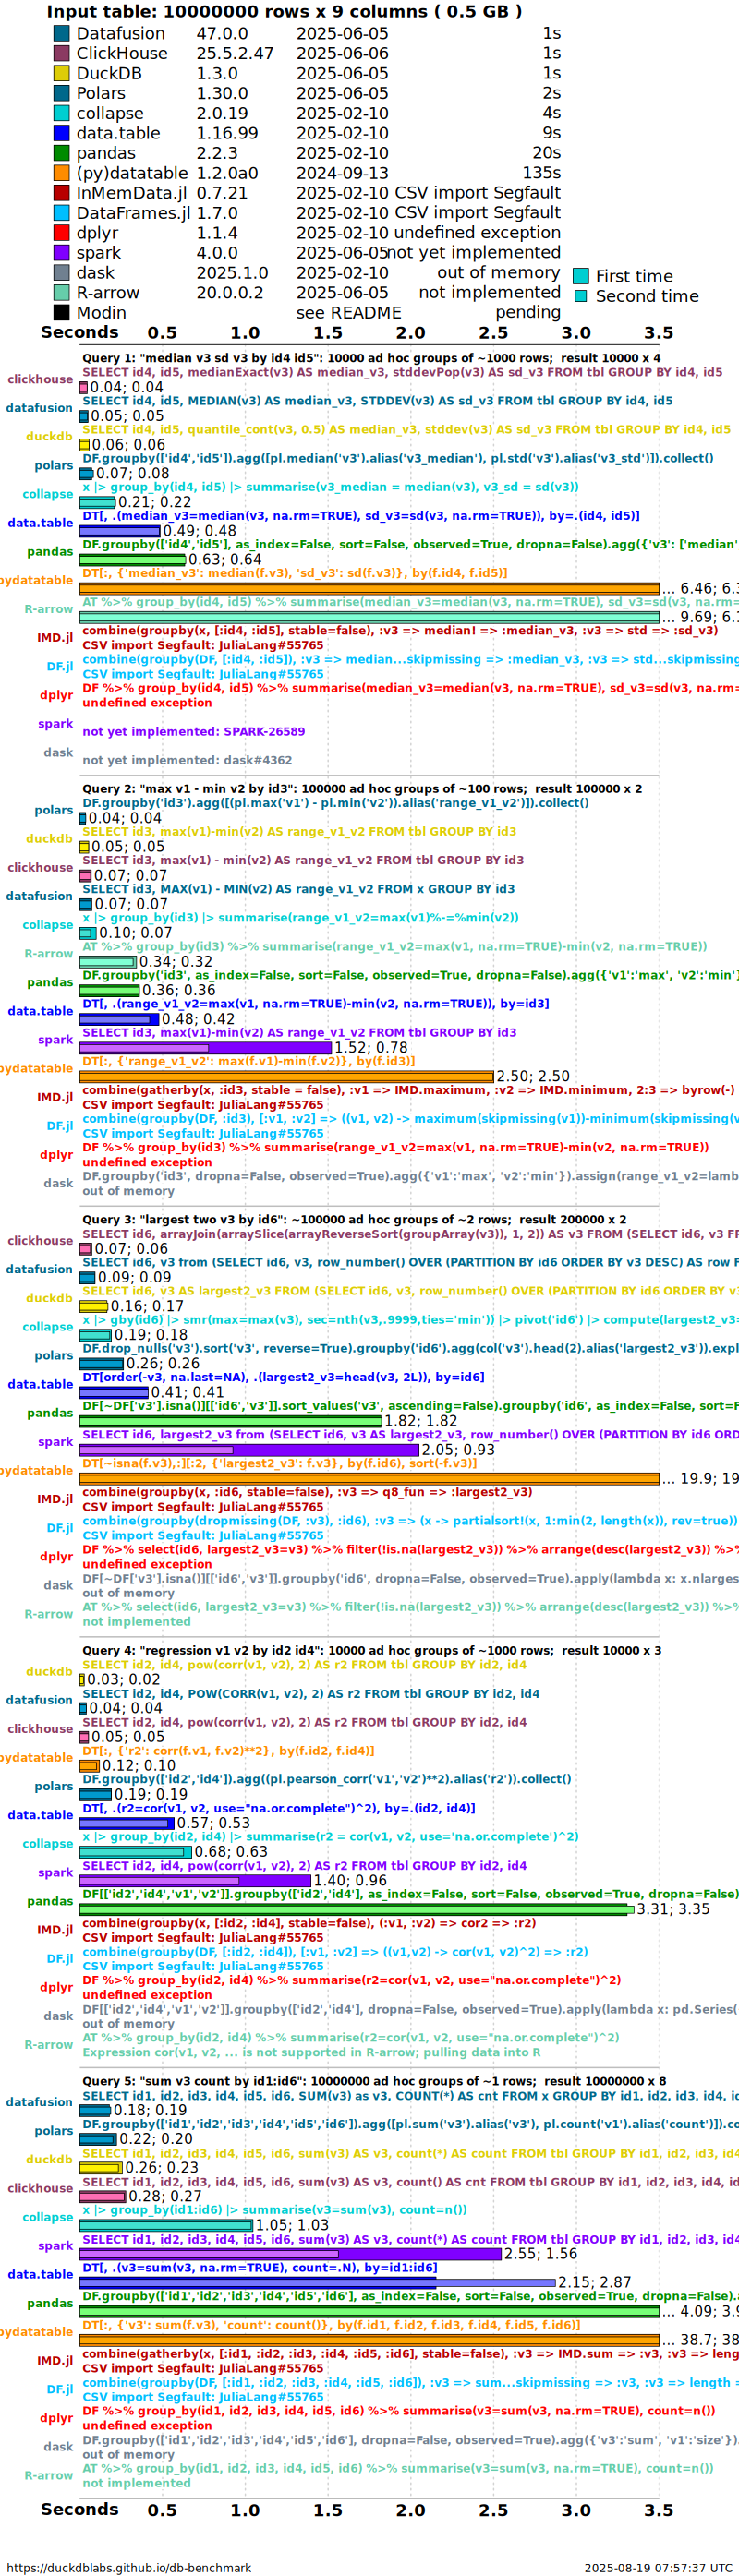 Input table: 10000000 rows x 9 columns ( 0.5 GB )
Datafusion 47.0.0 2025-06-05 1s
ClickHouse 25.5.2.47 2025-06-06 1s
DuckDB 1.3.0 2025-06-05 1s
Polars 1.30.0 2025-06-05 2s
collapse 2.0.19 2025-02-10 4s
data.table 1.16.99 2025-02-10 9s
pandas 2.2.3 2025-02-10 20s
(py)datatable 1.2.0a0 2024-09-13 135s
InMemData.jl 0.7.21 2025-02-10 CSV import Segfault
DataFrames.jl 1.7.0 2025-02-10 CSV import Segfault
dplyr 1.1.4 2025-02-10 undefined exception
spark 4.0.0 2025-06-05 not yet implemented
dask 2025.1.0 2025-02-10 out of memory
R-arrow 20.0.0.2 2025-06-05 not implemented
Modin see README pending
First time
Second time
Seconds 0.5 1.0 1.5 2.0 2.5 3.0 3.5
Query 1: "median v3 sd v3 by id4 id5": 10000 ad hoc groups of ~1000 rows; result 10000 x 4
SELECT id4, id5, medianExact(v3) AS median_v3, stddevPop(v3) AS sd_v3 FROM tbl GROUP BY id4, id5
clickhouse 0.04; 0.04
SELECT id4, id5, MEDIAN(v3) AS median_v3, STDDEV(v3) AS sd_v3 FROM tbl GROUP BY id4, id5
datafusion 0.05; 0.05
SELECT id4, id5, quantile_cont(v3, 0.5) AS median_v3, stddev(v3) AS sd_v3 FROM tbl GROUP BY id4, id5
duckdb 0.06; 0.06
DF.groupby(['id4','id5']).agg([pl.median('v3').alias('v3_median'), pl.std('v3').alias('v3_std')]).collect()
polars 0.07; 0.08
x |> group_by(id4, id5) |> summarise(v3_median = median(v3), v3_sd = sd(v3))
collapse 0.21; 0.22
DT[, .(median_v3=median(v3, na.rm=TRUE), sd_v3=sd(v3, na.rm=TRUE)), by=.(id4, id5)]
data.table 0.49; 0.48
DF.groupby(['id4','id5'], as_index=False, sort=False, observed=True, dropna=False).agg({'v3': ['median'
pandas 0.63; 0.64
DT[:, {'median_v3': median(f.v3), 'sd_v3': sd(f.v3)}, by(f.id4, f.id5)]
pydatatable ... 6.46; 6.3
AT %>% group_by(id4, id5) %>% summarise(median_v3=median(v3, na.rm=TRUE), sd_v3=sd(v3, na.rm=
R-arrow ... 9.69; 6.1
IMD.jl combine(groupby(x, [:id4, :id5], stable=false), :v3 => median! => :median_v3, :v3 => std => :sd_v3)
CSV import Segfault: JuliaLang#55765
DF.jl combine(groupby(DF, [:id4, :id5]), :v3 => median...skipmissing => :median_v3, :v3 => std...skipmissing
CSV import Segfault: JuliaLang#55765
dplyr DF %>% group_by(id4, id5) %>% summarise(median_v3=median(v3, na.rm=TRUE), sd_v3=sd(v3, na.rm=
undefined exception
spark not yet implemented: SPARK-26589
dask not yet implemented: dask#4362
Query 2: "max v1 - min v2 by id3": 100000 ad hoc groups of ~100 rows; result 100000 x 2
DF.groupby('id3').agg([(pl.max('v1') - pl.min('v2')).alias('range_v1_v2')]).collect()
polars 0.04; 0.04
SELECT id3, max(v1)-min(v2) AS range_v1_v2 FROM tbl GROUP BY id3
duckdb 0.05; 0.05
SELECT id3, max(v1) - min(v2) AS range_v1_v2 FROM tbl GROUP BY id3
clickhouse 0.07; 0.07
SELECT id3, MAX(v1) - MIN(v2) AS range_v1_v2 FROM x GROUP BY id3
datafusion 0.07; 0.07
x |> group_by(id3) |> summarise(range_v1_v2=max(v1)%-=%min(v2))
collapse 0.10; 0.07
AT %>% group_by(id3) %>% summarise(range_v1_v2=max(v1, na.rm=TRUE)-min(v2, na.rm=TRUE))
R-arrow 0.34; 0.32
DF.groupby('id3', as_index=False, sort=False, observed=True, dropna=False).agg({'v1':'max', 'v2':'min'}
pandas 0.36; 0.36
DT[, .(range_v1_v2=max(v1, na.rm=TRUE)-min(v2, na.rm=TRUE)), by=id3]
data.table 0.48; 0.42
SELECT id3, max(v1)-min(v2) AS range_v1_v2 FROM tbl GROUP BY id3
spark 1.52; 0.78
DT[:, {'range_v1_v2': max(f.v1)-min(f.v2)}, by(f.id3)]
pydatatable 2.50; 2.50
IMD.jl combine(gatherby(x, :id3, stable = false), :v1 => IMD.maximum, :v2 => IMD.minimum, 2:3 => byrow(-)
CSV import Segfault: JuliaLang#55765
DF.jl combine(groupby(DF, :id3), [:v1, :v2] => ((v1, v2) -> maximum(skipmissing(v1))-minimum(skipmissing(v
CSV import Segfault: JuliaLang#55765
dplyr DF %>% group_by(id3) %>% summarise(range_v1_v2=max(v1, na.rm=TRUE)-min(v2, na.rm=TRUE))
undefined exception
dask DF.groupby('id3', dropna=False, observed=True).agg({'v1':'max', 'v2':'min'}).assign(range_v1_v2=lamb
out of memory
Query 3: "largest two v3 by id6": ~100000 ad hoc groups of ~2 rows; result 200000 x 2
SELECT id6, arrayJoin(arraySlice(arrayReverseSort(groupArray(v3)), 1, 2)) AS v3 FROM (SELECT id6, v3 FR
clickhouse 0.07; 0.06
SELECT id6, v3 from (SELECT id6, v3, row_number() OVER (PARTITION BY id6 ORDER BY v3 DESC) AS row F
datafusion 0.09; 0.09
SELECT id6, v3 AS largest_v3 FROM (SELECT id6, v3, row_number() OVER (PARTITION BY id6 ORDER BY v3
duckdb 0.16; 0.17
x |> gby(id6) |> smr(max=max(v3), sec=nth(v3,.9999,ties='min')) |> pivot('id6') |> compute(largest2_v3=
collapse 0.19; 0.18
DF.drop_nulls('v3').sort('v3', reverse=True).groupby('id6').agg(col('v3').head(2).alias('largest2_v3')).expl
polars 0.26; 0.26
DT[order(-v3, na.last=NA), .(largest2_v3=head(v3, 2L)), by=id6]
data.table 0.41; 0.41
DF[~DF['v3'].isna()][['id6','v3']].sort_values('v3', ascending=False).groupby('id6', as_index=False, sort=F
pandas 1.82; 1.82
SELECT id6, largest2_v3 from (SELECT id6, v3 AS largest2_v3, row_number() OVER (PARTITION BY id6 ORD
spark 2.05; 0.93
DT[~isna(f.v3),:][:2, {'largest2_v3': f.v3}, by(f.id6), sort(-f.v3)]
pydatatable ... 19.9; 19
IMD.jl combine(groupby(x, :id6, stable=false), :v3 => q8_fun => :largest2_v3)
CSV import Segfault: JuliaLang#55765
DF.jl combine(groupby(dropmissing(DF, :v3), :id6), :v3 => (x -> partialsort!(x, 1:min(2, length(x)), rev=true))
CSV import Segfault: JuliaLang#55765
dplyr DF %>% select(id6, largest2_v3=v3) %>% filter(!is.na(largest2_v3)) %>% arrange(desc(largest2_v3)) %>%
undefined exception
dask DF[~DF['v3'].isna()][['id6','v3']].groupby('id6', dropna=False, observed=True).apply(lambda x: x.nlarges
out of memory
R-arrow AT %>% select(id6, largest2_v3=v3) %>% filter(!is.na(largest2_v3)) %>% arrange(desc(largest2_v3)) %>%
not implemented
Query 4: "regression v1 v2 by id2 id4": 10000 ad hoc groups of ~1000 rows; result 10000 x 3
SELECT id2, id4, pow(corr(v1, v2), 2) AS r2 FROM tbl GROUP BY id2, id4
duckdb 0.03; 0.02
SELECT id2, id4, POW(CORR(v1, v2), 2) AS r2 FROM tbl GROUP BY id2, id4
datafusion 0.04; 0.04
SELECT id2, id4, pow(corr(v1, v2), 2) AS r2 FROM tbl GROUP BY id2, id4
clickhouse 0.05; 0.05
DT[:, {'r2': corr(f.v1, f.v2)**2}, by(f.id2, f.id4)]
pydatatable 0.12; 0.10
DF.groupby(['id2','id4']).agg((pl.pearson_corr('v1','v2')**2).alias('r2')).collect()
polars 0.19; 0.19
DT[, .(r2=cor(v1, v2, use="na.or.complete")^2), by=.(id2, id4)]
data.table 0.57; 0.53
x |> group_by(id2, id4) |> summarise(r2 = cor(v1, v2, use='na.or.complete')^2)
collapse 0.68; 0.63
SELECT id2, id4, pow(corr(v1, v2), 2) AS r2 FROM tbl GROUP BY id2, id4
spark 1.40; 0.96
DF[['id2','id4','v1','v2']].groupby(['id2','id4'], as_index=False, sort=False, observed=True, dropna=False)
pandas 3.31; 3.35
IMD.jl combine(groupby(x, [:id2, :id4], stable=false), (:v1, :v2) => cor2 => :r2)
CSV import Segfault: JuliaLang#55765
DF.jl combine(groupby(DF, [:id2, :id4]), [:v1, :v2] => ((v1,v2) -> cor(v1, v2)^2) => :r2)
CSV import Segfault: JuliaLang#55765
dplyr DF %>% group_by(id2, id4) %>% summarise(r2=cor(v1, v2, use="na.or.complete")^2)
undefined exception
dask DF[['id2','id4','v1','v2']].groupby(['id2','id4'], dropna=False, observed=True).apply(lambda x: pd.Series(
out of memory
R-arrow AT %>% group_by(id2, id4) %>% summarise(r2=cor(v1, v2, use="na.or.complete")^2)
Expression cor(v1, v2, ... is not supported in R-arrow; pulling data into R
Query 5: "sum v3 count by id1:id6": 10000000 ad hoc groups of ~1 rows; result 10000000 x 8
SELECT id1, id2, id3, id4, id5, id6, SUM(v3) as v3, COUNT(*) AS cnt FROM x GROUP BY id1, id2, id3, id4, id
datafusion 0.18; 0.19
DF.groupby(['id1','id2','id3','id4','id5','id6']).agg([pl.sum('v3').alias('v3'), pl.count('v1').alias('count')]).co
polars 0.22; 0.20
SELECT id1, id2, id3, id4, id5, id6, sum(v3) AS v3, count(*) AS count FROM tbl GROUP BY id1, id2, id3, id4
duckdb 0.26; 0.23
SELECT id1, id2, id3, id4, id5, id6, sum(v3) AS v3, count() AS cnt FROM tbl GROUP BY id1, id2, id3, id4, id
clickhouse 0.28; 0.27
x |> group_by(id1:id6) |> summarise(v3=sum(v3), count=n())
collapse 1.05; 1.03
SELECT id1, id2, id3, id4, id5, id6, sum(v3) AS v3, count(*) AS count FROM tbl GROUP BY id1, id2, id3, id4
spark 2.55; 1.56
DT[, .(v3=sum(v3, na.rm=TRUE), count=.N), by=id1:id6]
data.table 2.15; 2.87
DF.groupby(['id1','id2','id3','id4','id5','id6'], as_index=False, sort=False, observed=True, dropna=False).a
pandas ... 4.09; 3.9
DT[:, {'v3': sum(f.v3), 'count': count()}, by(f.id1, f.id2, f.id3, f.id4, f.id5, f.id6)]
pydatatable ... 38.7; 38
IMD.jl combine(gatherby(x, [:id1, :id2, :id3, :id4, :id5, :id6], stable=false), :v3 => IMD.sum => :v3, :v3 => leng
CSV import Segfault: JuliaLang#55765
DF.jl combine(groupby(DF, [:id1, :id2, :id3, :id4, :id5, :id6]), :v3 => sum...skipmissing => :v3, :v3 => length =
CSV import Segfault: JuliaLang#55765
dplyr DF %>% group_by(id1, id2, id3, id4, id5, id6) %>% summarise(v3=sum(v3, na.rm=TRUE), count=n())
undefined exception
dask DF.groupby(['id1','id2','id3','id4','id5','id6'], dropna=False, observed=True).agg({'v3':'sum', 'v1':'size'}).
out of memory
R-arrow AT %>% group_by(id1, id2, id3, id4, id5, id6) %>% summarise(v3=sum(v3, na.rm=TRUE), count=n())
not implemented
Seconds 0.5 1.0 1.5 2.0 2.5 3.0 3.5
https://duckdblabs.github.io/db-benchmark 2025-08-19 07:57:37 UTC